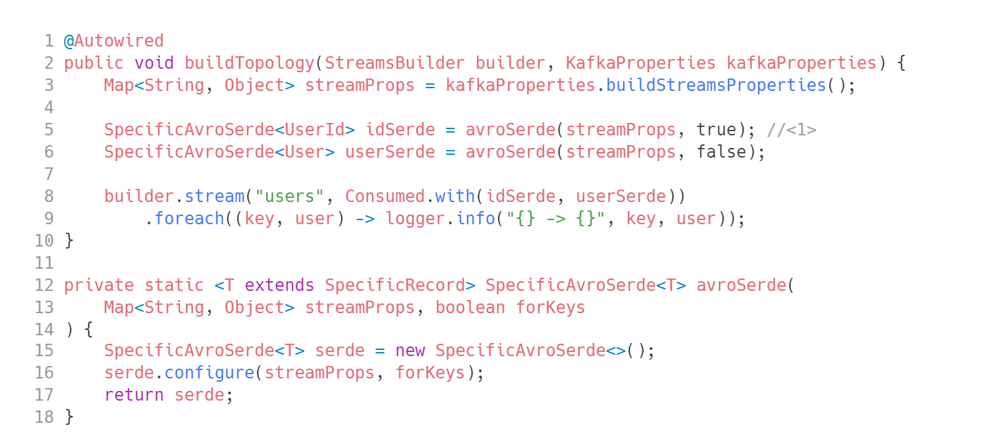 1 @Autowired
2 public void buildTopology(StreamsBuilder builder, KafkaProperties kafkaProperties) {
3     Map<String, Object> streamProps = kafkaProperties.buildStreamsProperties();
4
5     SpecificAvroSerde<UserId> idSerde = avroSerde(streamProps, true); //<1>
6     SpecificAvroSerde<User> userSerde = avroSerde(streamProps, false);
7
8     builder.stream("users", Consumed.with(idSerde, userSerde))
9         .foreach((key, user) -> logger.info("{} -> {}", key, user));
10 }
11
12 private static <T extends SpecificRecord> SpecificAvroSerde<T> avroSerde(
13     Map<String, Object> streamProps, boolean forKeys
14 ) {
15     SpecificAvroSerde<T> serde = new SpecificAvroSerde<>();
16     serde.configure(streamProps, forKeys);
17     return serde;
18 }